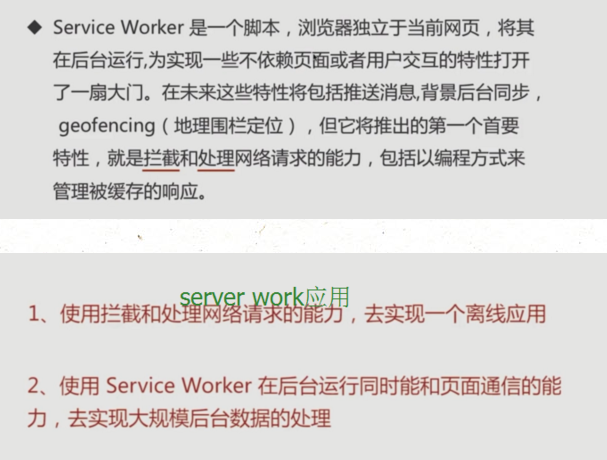 ◆ Service Worker 是一个脚本，浏览器独立于当前网页，将其
在后台运行,为实现一些不依赖页面或者用户交互的特性打开
了一扇大门。在未来这些特性将包括推送消息,背景后台同步，
geofencing（地理围栏定位），但它将推出的第一个首要
特性，就是拦截和处理网络请求的能力，包括以编程方式来
管理被缓存的响应。
server work应用
1、使用拦截和处理网络请求的能力，去实现一个离线应用
2、使用 Service Worker 在后台运行同时能和页面通信的能
力，去实现大规模后台数据的处理